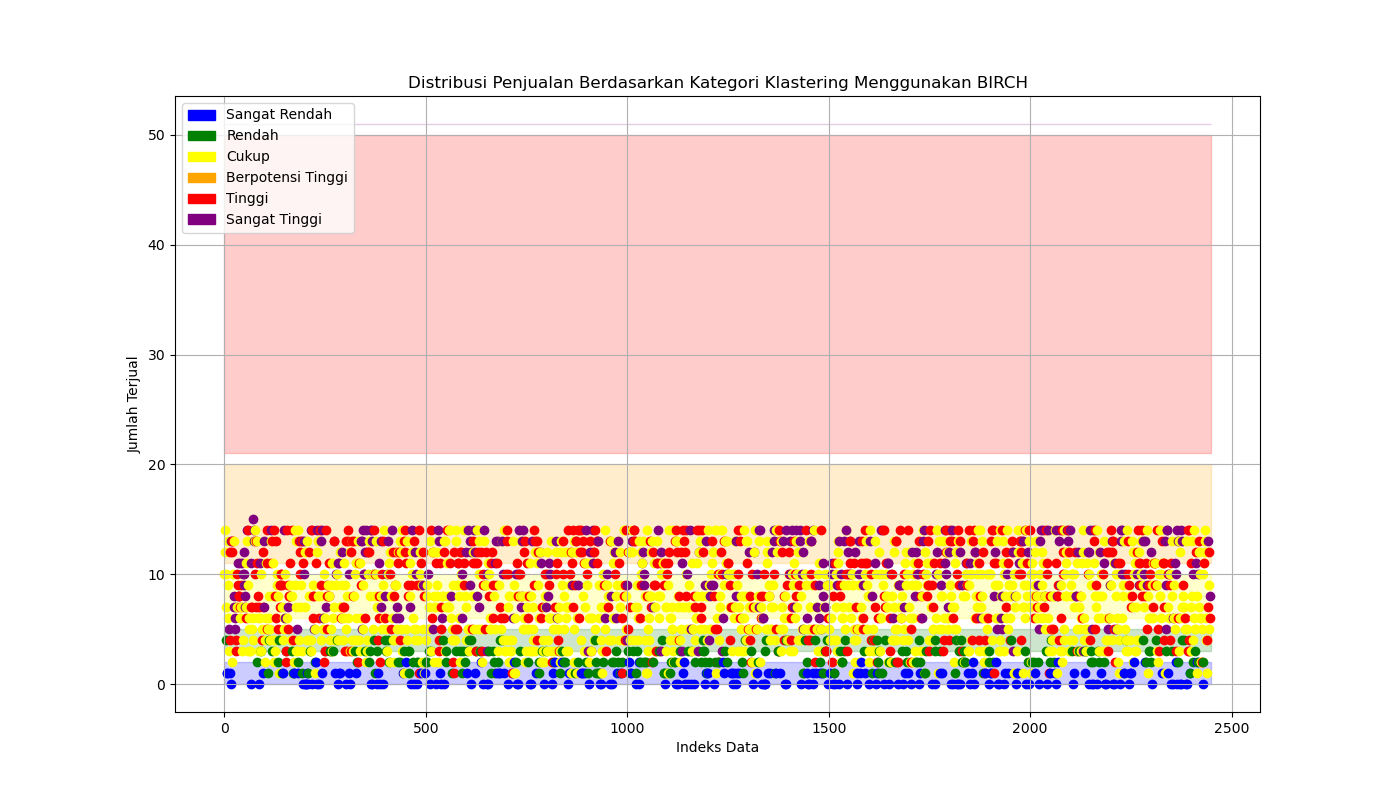 Distribusi Penjualan Berdasarkan Kategori Klastering Menggunakan BIRCH
Sangat Rendah
Rendah
Cukup
Berpotensi Tinggi
Tinggi
Sangat Tinggi
50
40
30
20
10
0
Jumlah Terjual
0 500 1000 1500 2000 2500
Indeks Data